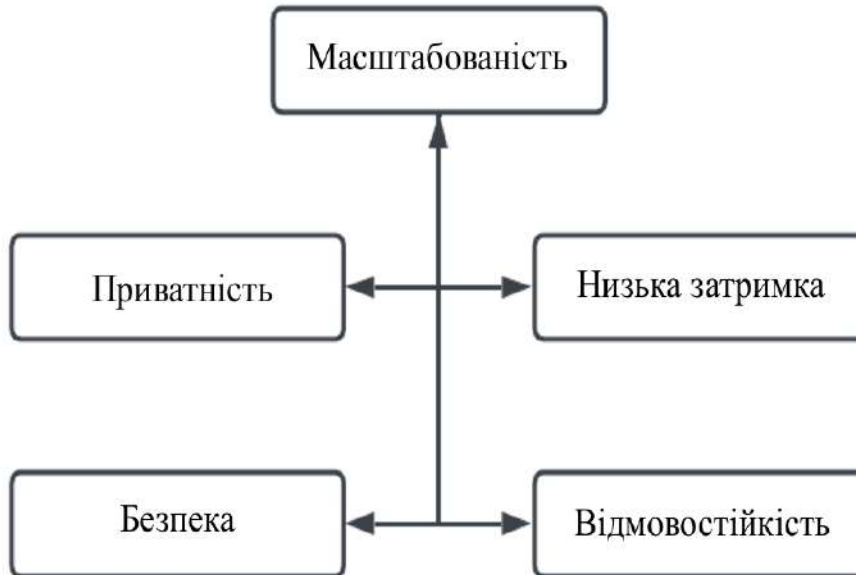 Масштабованість
Приватність
Низька затримка
Безпека
Відмовостійкість